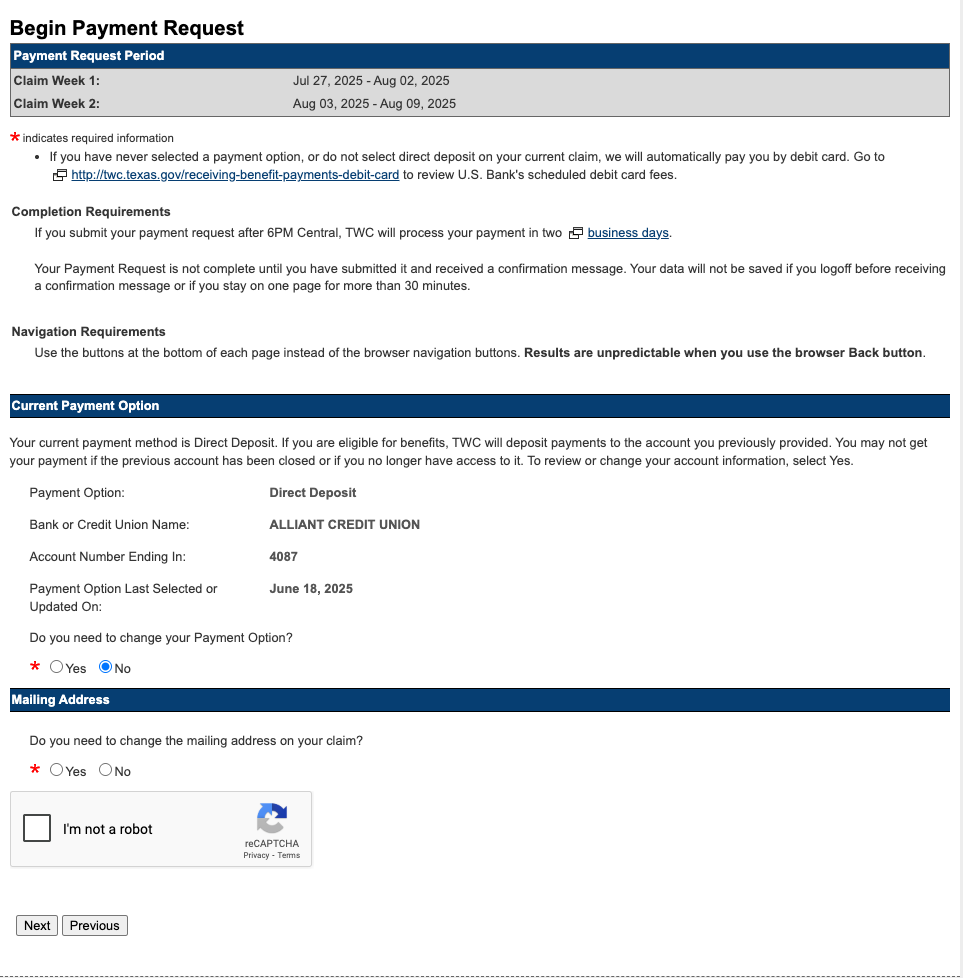 Begin Payment Request
Payment Request Period
Claim Week 1: Jul 27, 2025 - Aug 02, 2025
Claim Week 2: Aug 03, 2025 - Aug 09, 2025
* indicates required information
• If you have never selected a payment option, or do not select direct deposit on your current claim, we will automatically pay you by debit card. Go to
http://twc.texas.gov/receiving-benefit-payments-debit-card to review U.S. Bank's scheduled debit card fees.
Completion Requirements
If you submit your payment request after 6PM Central, TWC will process your payment in two business days.
Your Payment Request is not complete until you have submitted it and received a confirmation message. Your data will not be saved if you logoff before receiving
a confirmation message or if you stay on one page for more than 30 minutes.
Navigation Requirements
Use the buttons at the bottom of each page instead of the browser navigation buttons. Results are unpredictable when you use the browser Back button.
Current Payment Option
Your current payment method is Direct Deposit. If you are eligible for benefits, TWC will deposit payments to the account you previously provided. You may not get
your payment if the previous account has been closed or if you no longer have access to it. To review or change your account information, select Yes.
Payment Option: Direct Deposit
Bank or Credit Union Name: ALLIANT CREDIT UNION
Account Number Ending In: 4087
Payment Option Last Selected or June 18, 2025
Updated On:
Do you need to change your Payment Option?
* Yes No
Mailing Address
Do you need to change the mailing address on your claim?
* Yes No
I'm not a robot
reCAPTCHA
Privacy - Terms
Next Previous